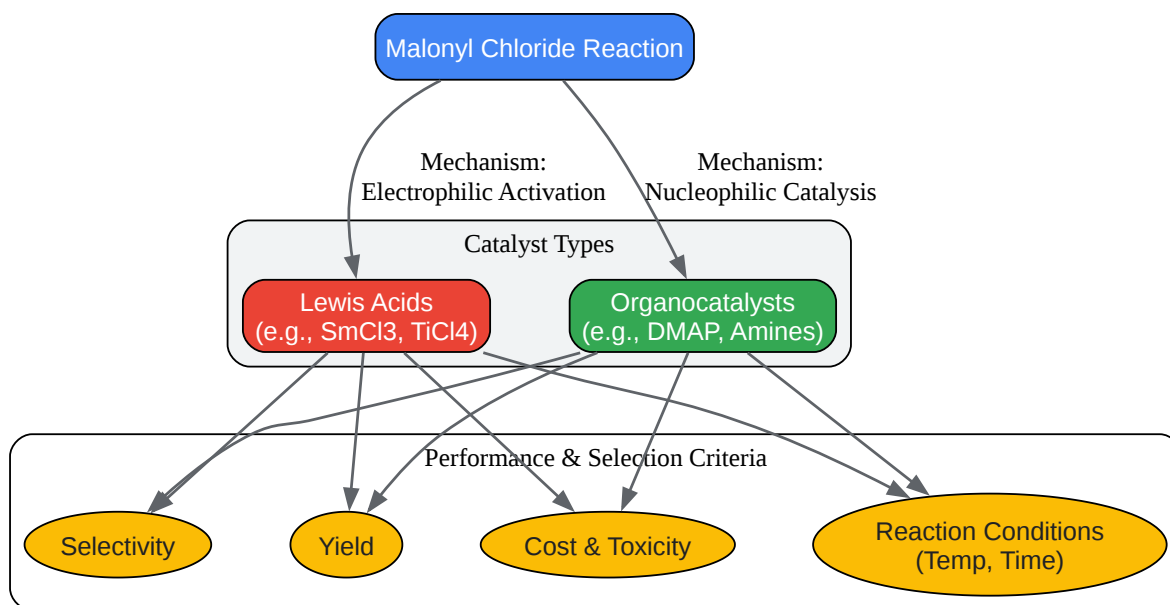 Malonyl Chloride Reaction
Mechanism:
Electrophilic Activation
Mechanism:
Nucleophilic Catalysis
Catalyst Types
Lewis Acids
(e.g., SmCl3, TiCl4)
Organocatalysts
(e.g., DMAP, Amines)
Performance & Selection Criteria
Selectivity
Yield
Cost & Toxicity
Reaction Conditions
(Temp, Time)